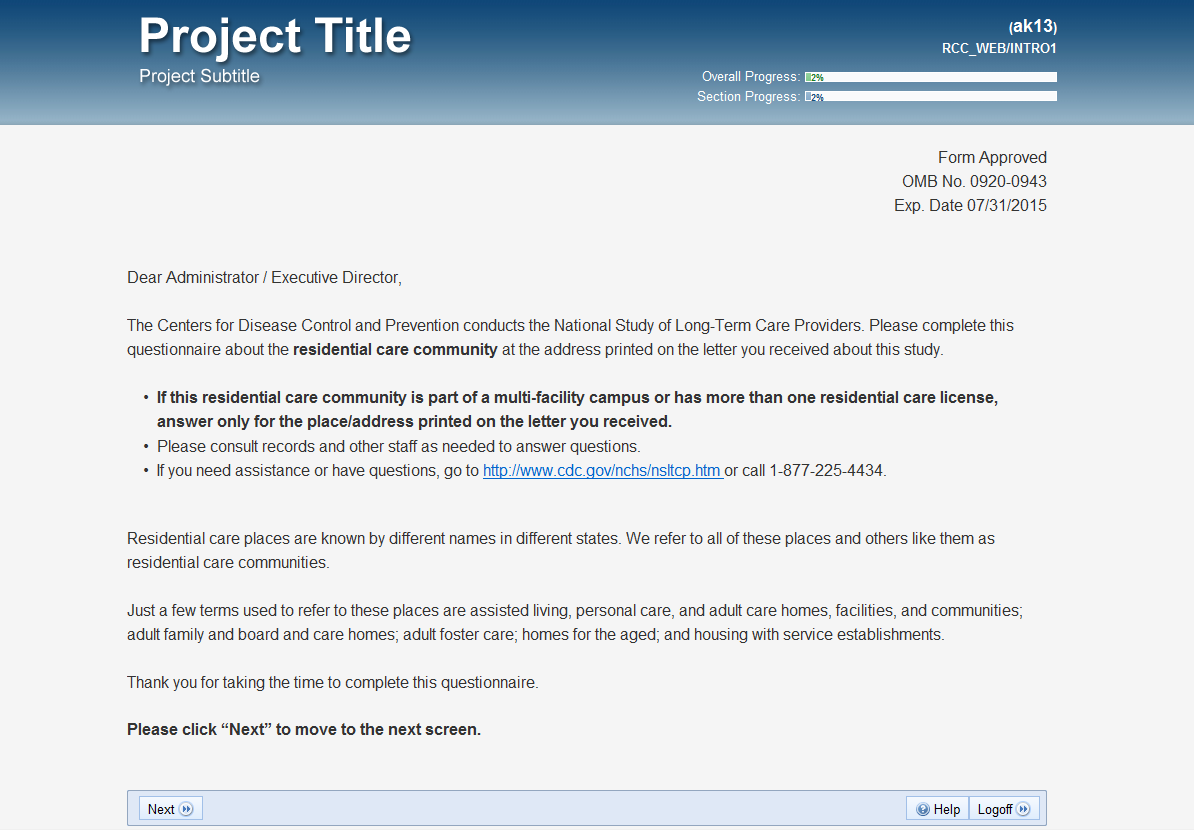 Project Title
Project Subtitle
(ak13)
RCC_WEB/INTRO1
Overall Progress: 2%
Section Progress: 2%
Form Approved
OMB No. 0920-0943
Exp. Date 07/31/2015
Dear Administrator / Executive Director,
The Centers for Disease Control and Prevention conducts the National Study of Long-Term Care Providers. Please complete this
questionnaire about the residential care community at the address printed on the letter you received about this study.
• If this residential care community is part of a multi-facility campus or has more than one residential care license,
answer only for the place/address printed on the letter you received.
• Please consult records and other staff as needed to answer questions.
• If you need assistance or have questions, go to http://www.cdc.gov/nchs/nsltcp.htm or call 1-877-225-4434.
Residential care places are known by different names in different states. We refer to all of these places and others like them as
residential care communities.
Just a few terms used to refer to these places are assisted living, personal care, and adult care homes, facilities, and communities;
adult family and board and care homes; adult foster care; homes for the aged; and housing with service establishments.
Thank you for taking the time to complete this questionnaire.
Please click “Next” to move to the next screen.
Next
Help
Logoff